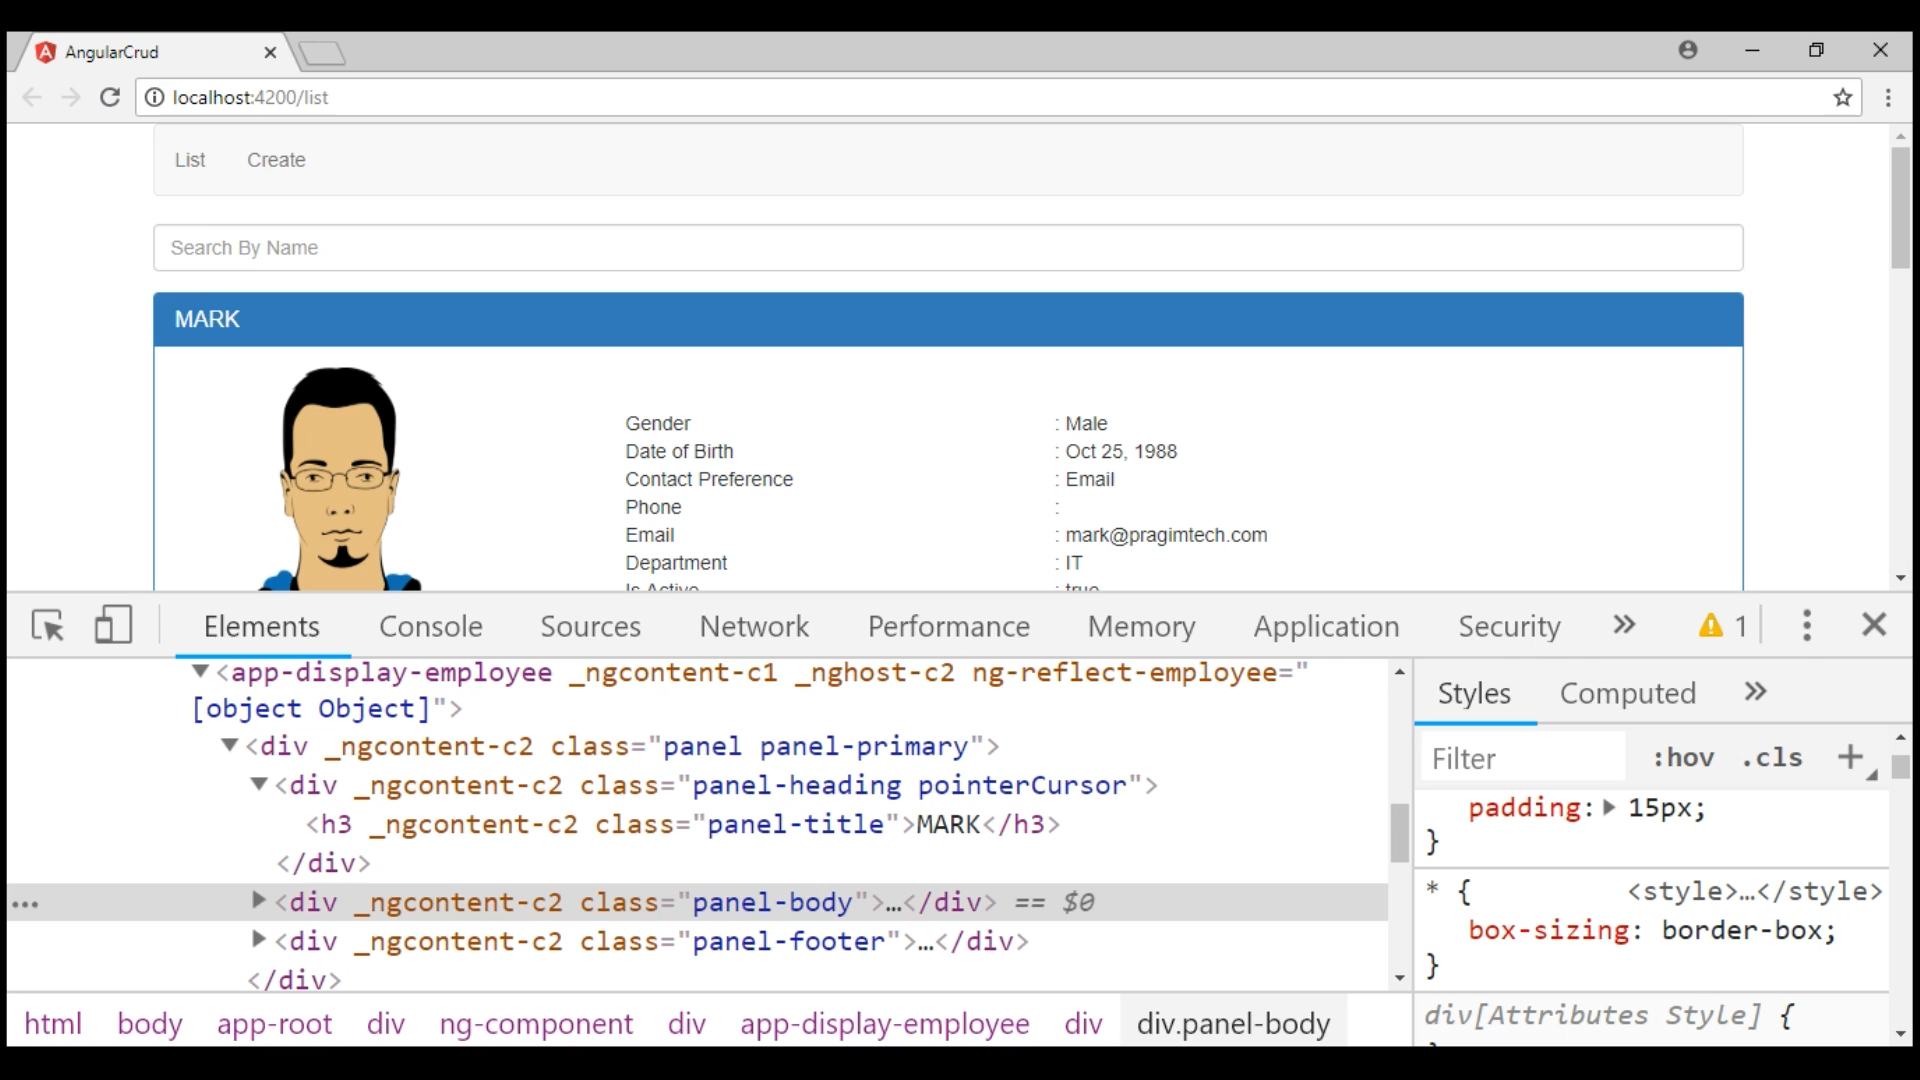 AngularCrud
localhost:4200/list
List Create
Search By Name
MARK
Gender : Male
Date of Birth : Oct 25, 1988
Contact Preference : Email
Phone :
Email : mark@pragimtech.com
Department : IT
Is Active : true
Elements Console Sources Network Performance Memory Application Security » 1
▼<app-display-employee _ngcontent-c1 _nghost-c2 ng-reflect-employee="
[object Object]">
▼<div _ngcontent-c2 class="panel panel-primary">
▼<div _ngcontent-c2 class="panel-heading pointerCursor">
<h3 _ngcontent-c2 class="panel-title">MARK</h3>
</div>
▶<div _ngcontent-c2 class="panel-body">…</div> == $0
▶<div _ngcontent-c2 class="panel-footer">…</div>
</div>
html body app-root div ng-component div app-display-employee div div.panel-body
Styles Computed »
Filter :hov .cls +
padding:▶ 15px;
}
* { <style>…</style>
box-sizing: border-box;
}
div[Attributes Style] {